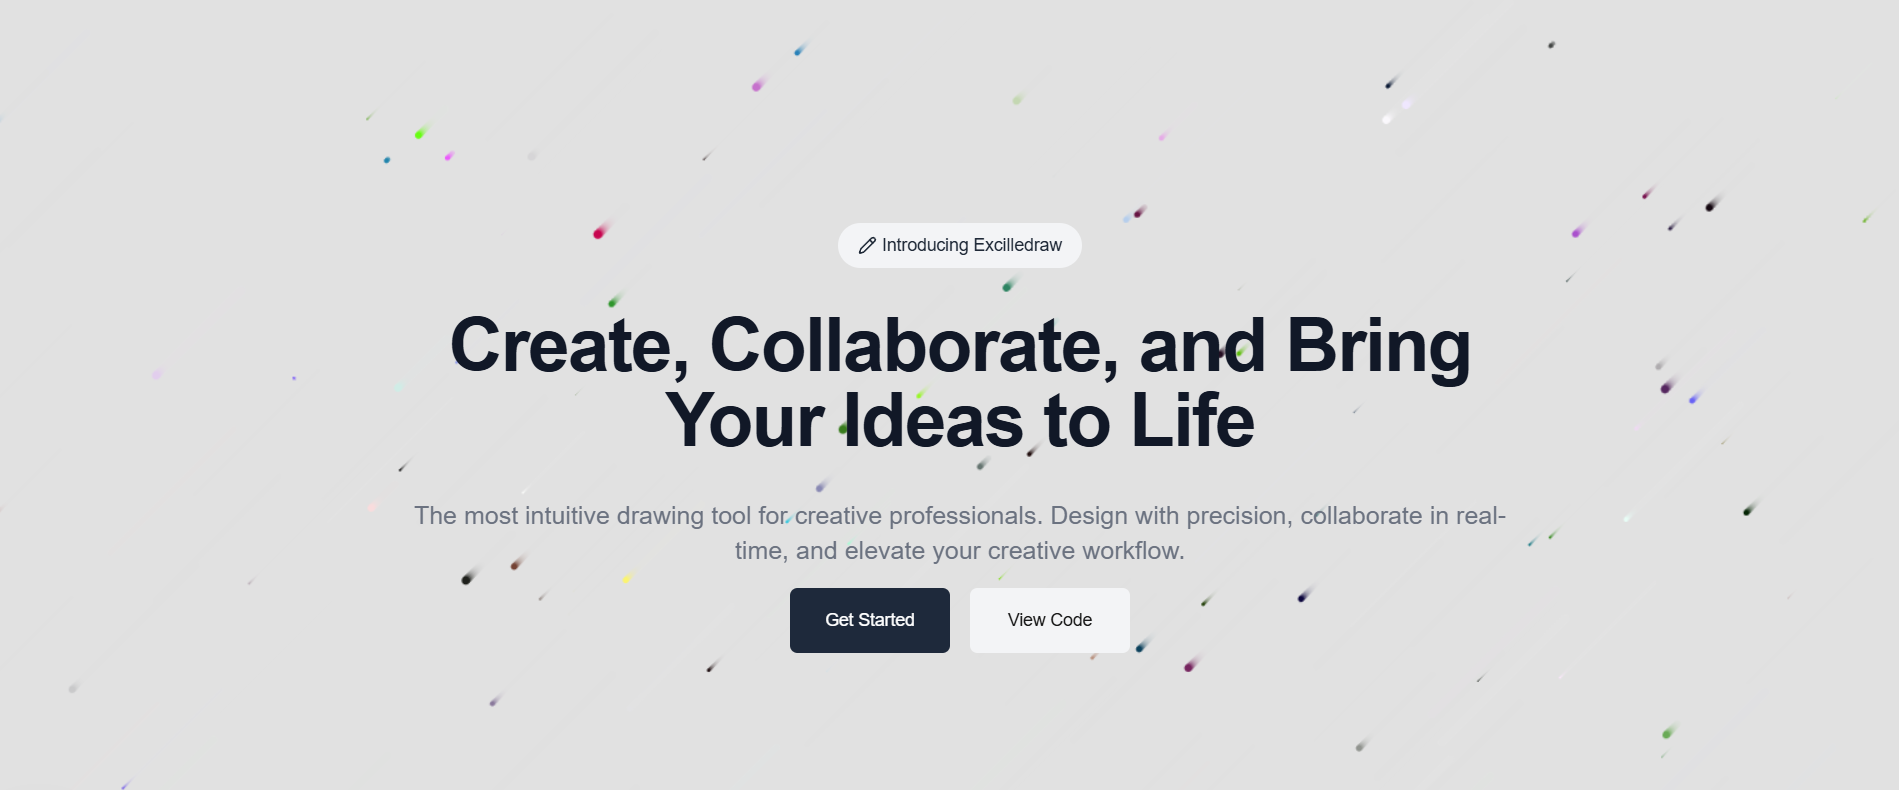 Introducing Excilledraw
Create, Collaborate, and Bring
Your Ideas to Life
The most intuitive drawing tool for creative professionals. Design with precision, collaborate in real-
time, and elevate your creative workflow.
Get Started
View Code